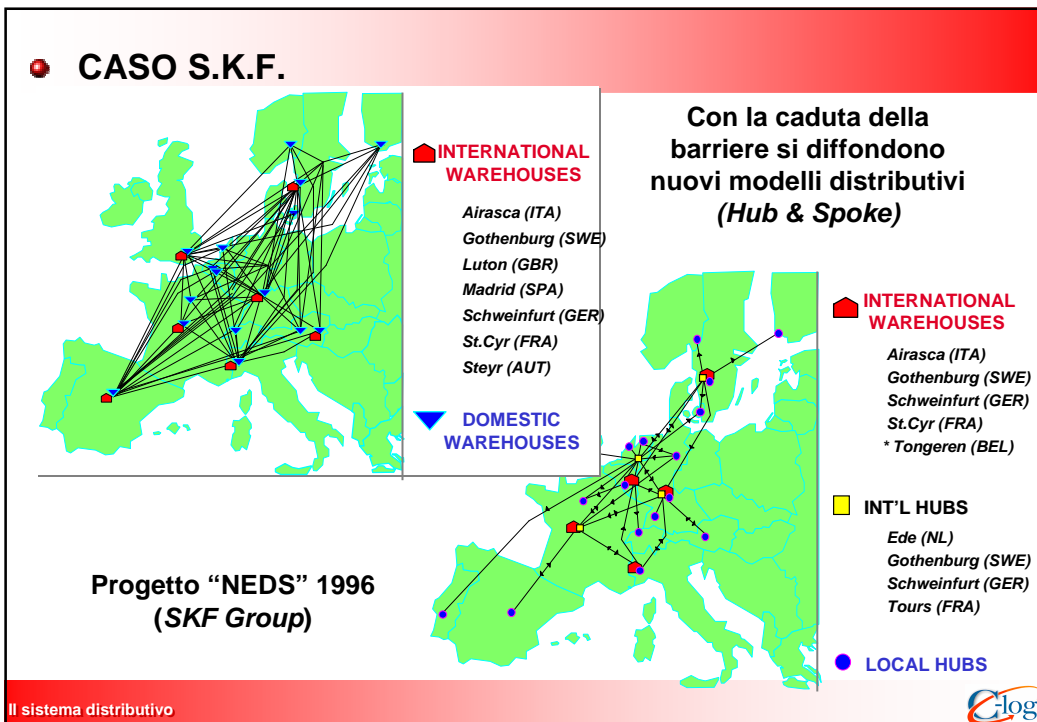 CASO S.K.F.
INTERNATIONAL
WAREHOUSES
Airasca (ITA)
Gothenburg (SWE)
Luton (GBR)
Madrid (SPA)
Schweinfurt (GER)
St.Cyr (FRA)
Steyr (AUT)
DOMESTIC
WAREHOUSES
Con la caduta della
barriere si diffondono
nuovi modelli distributivi
(Hub & Spoke)
INTERNATIONAL
WAREHOUSES
Airasca (ITA)
Gothenburg (SWE)
Schweinfurt (GER)
St.Cyr (FRA)
* Tongeren (BEL)
INT'L HUBS
Ede (NL)
Gothenburg (SWE)
Schweinfurt (GER)
Tours (FRA)
LOCAL HUBS
Progetto “NEDS” 1996
(SKF Group)
Il sistema distributivo
C-log